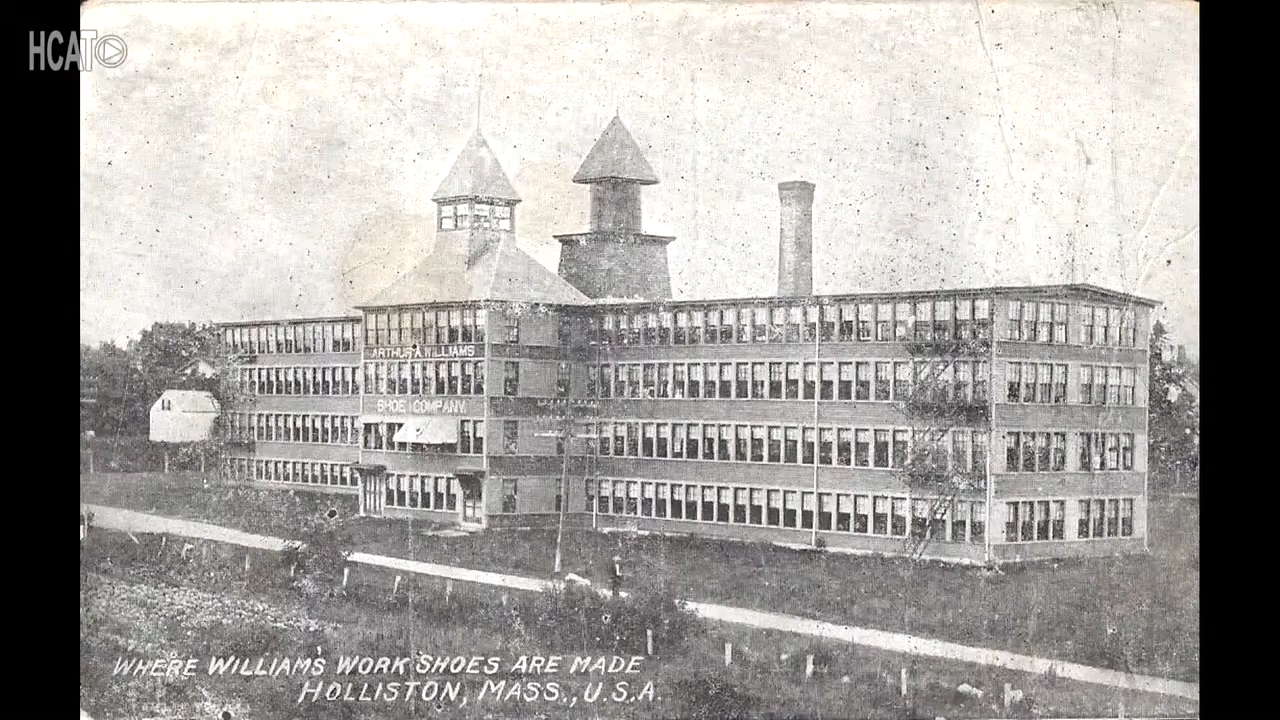 HCAT
ARTHUR A WILLIAMS
SHOE COMPANY.
WHERE WILLIAMS WORK SHOES ARE MADE
HOLLISTON, MASS., U.S.A.